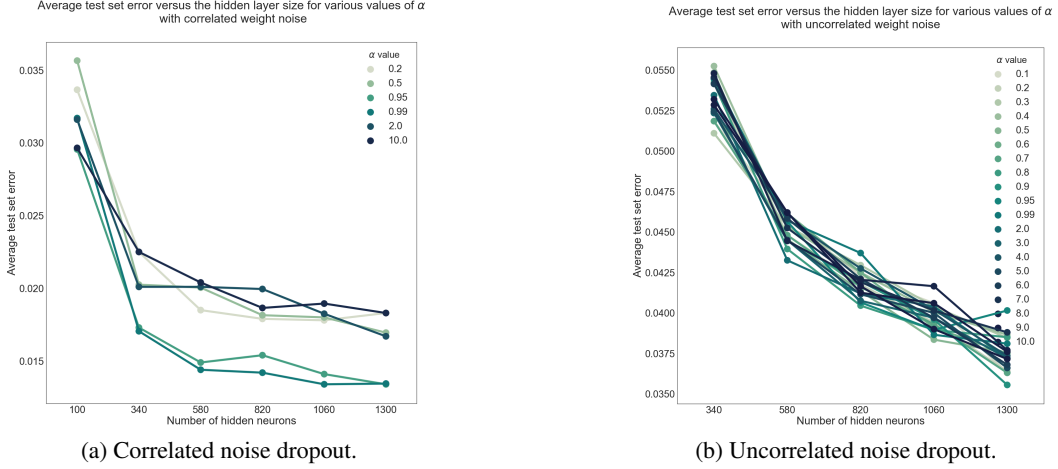 Average test set error versus the hidden layer size for various values of α
with correlated weight noise
α value
0.2
0.5
0.95
0.99
2.0
10.0
0.035
0.030
0.025
0.020
0.015
Average test set error
100 340 580 820 1060 1300
Number of hidden neurons
(a) Correlated noise dropout.
Average test set error versus the hidden layer size for various values of α
with uncorrelated weight noise
α value
0.1
0.2
0.3
0.4
0.5
0.6
0.7
0.8
0.9
0.95
0.99
2.0
3.0
4.0
5.0
6.0
7.0
8.0
9.0
10.0
0.0550
0.0525
0.0500
0.0475
0.0450
0.0425
0.0400
0.0375
0.0350
Average test set error
340 580 820 1060 1300
Number of hidden neurons
(b) Uncorrelated noise dropout.